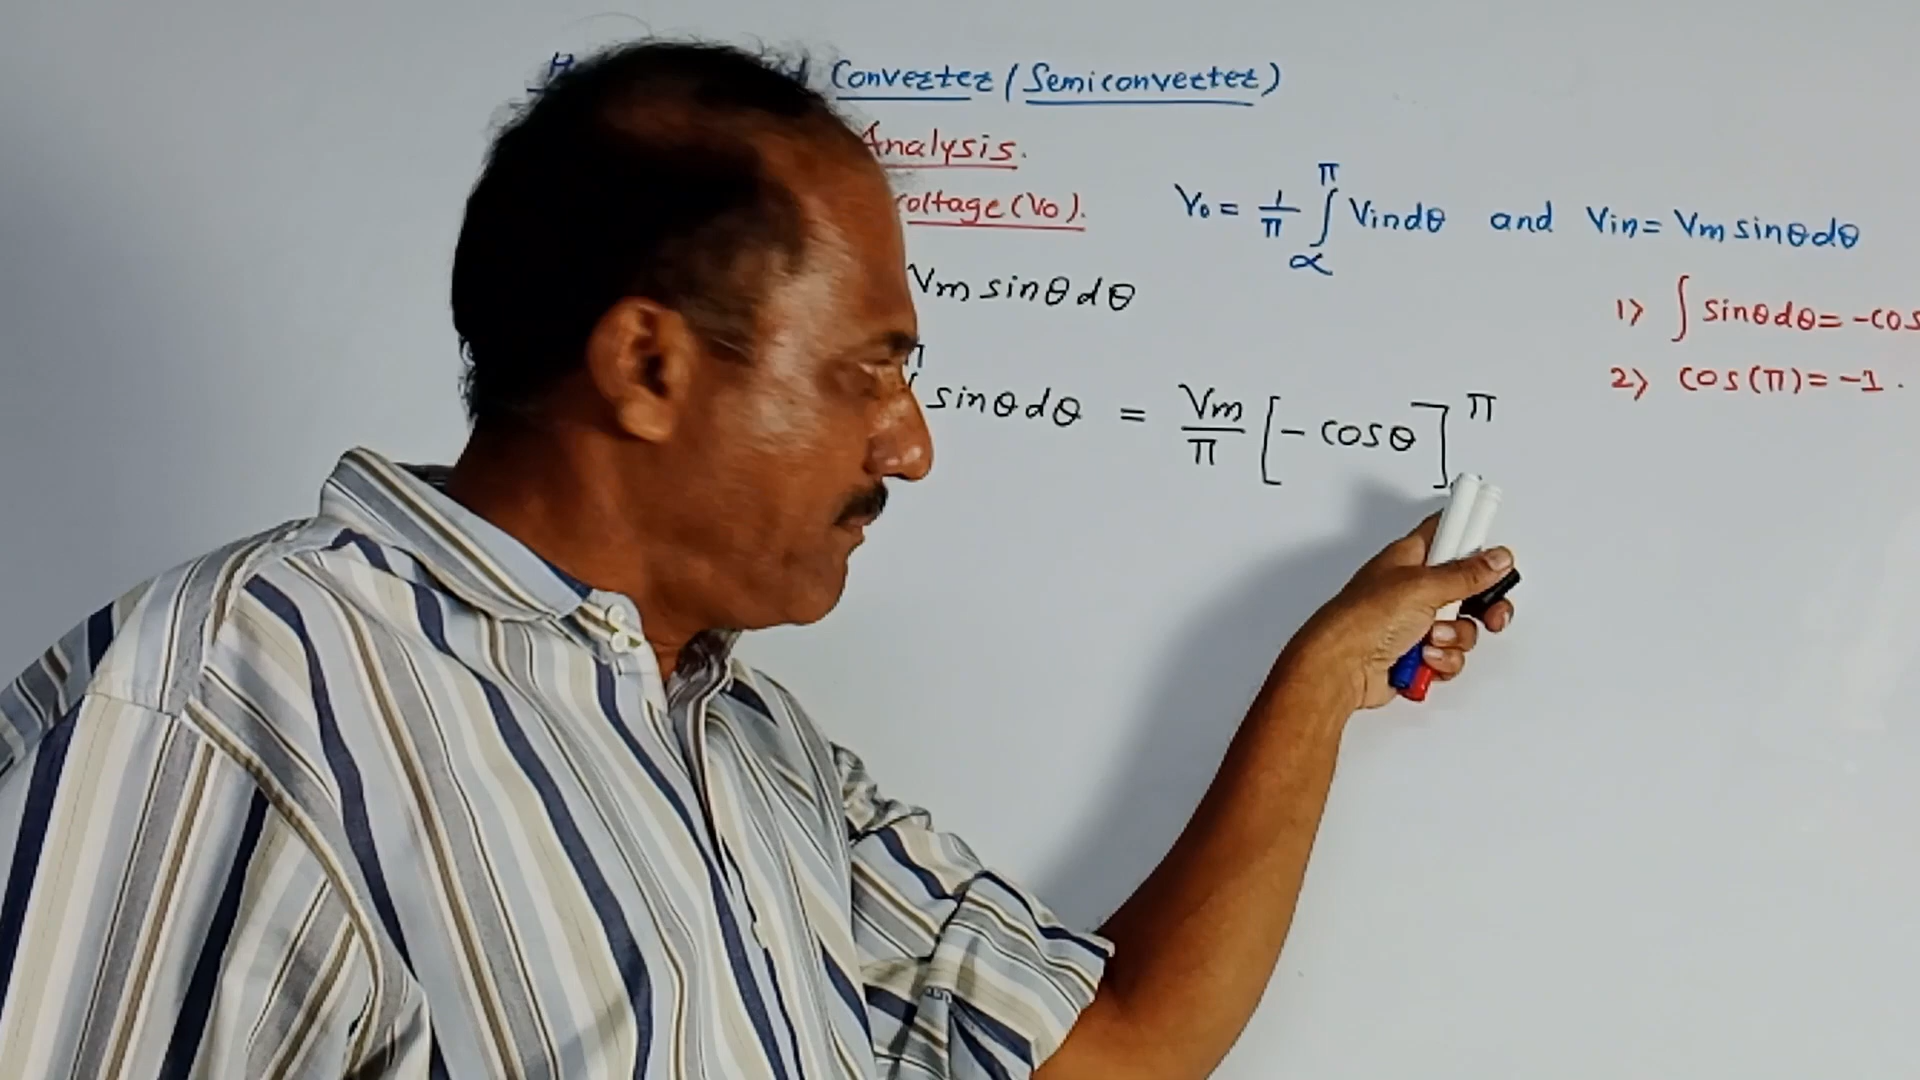 Converter / Semiconverter)
Analysis.
voltage (Vo).
Vo = 1/π ∫ π α Vin dθ and Vin = Vm sinθ dθ
Vm sinθ dθ
1) ∫ sinθ dθ = -cos
2) cos(π) = -1.
π ∫ sinθ dθ = Vm/π [- cosθ] π